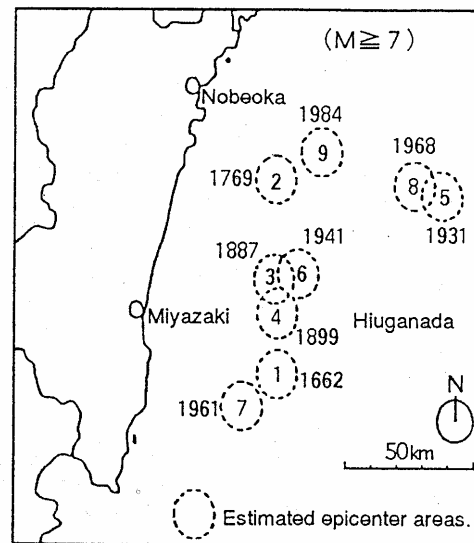 (M≧7)
Nobeoka
1984
9
1968
1769
2
8
5
1887
1941
1931
3
6
Miyazaki
4
Hiuganada
1899
1
1662
N
1961
7
50km
Estimated epicenter areas.